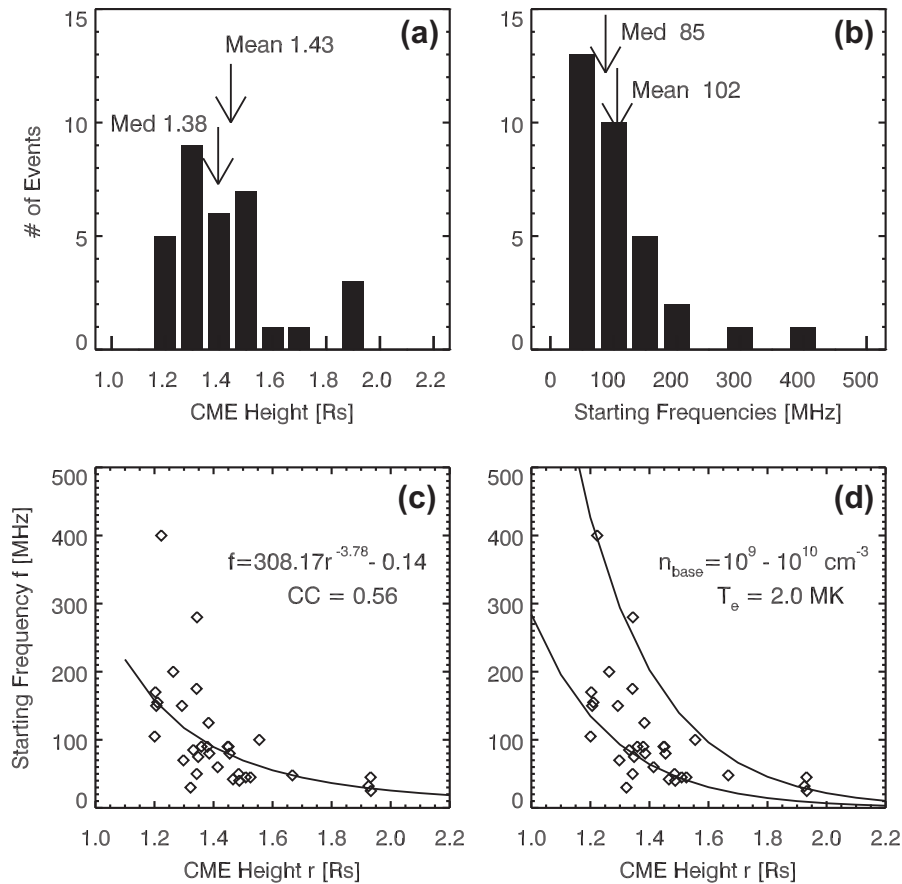 (a)
15
10
5
0
# of Events
Mean 1.43
Med 1.38
1.0 1.2 1.4 1.6 1.8 2.0 2.2
CME Height [Rs]
(b)
15
10
5
0
Med 85
Mean 102
0 100 200 300 400 500
Starting Frequencies [MHz]
(c)
500
400
300
200
100
0
Starting Frequency f [MHz]
f=308.17r^-3.78 - 0.14
CC = 0.56
1.0 1.2 1.4 1.6 1.8 2.0 2.2
CME Height r [Rs]
(d)
500
400
300
200
100
0
n_base=10^9 - 10^10 cm^-3
T_e = 2.0 MK
1.0 1.2 1.4 1.6 1.8 2.0 2.2
CME Height r [Rs]